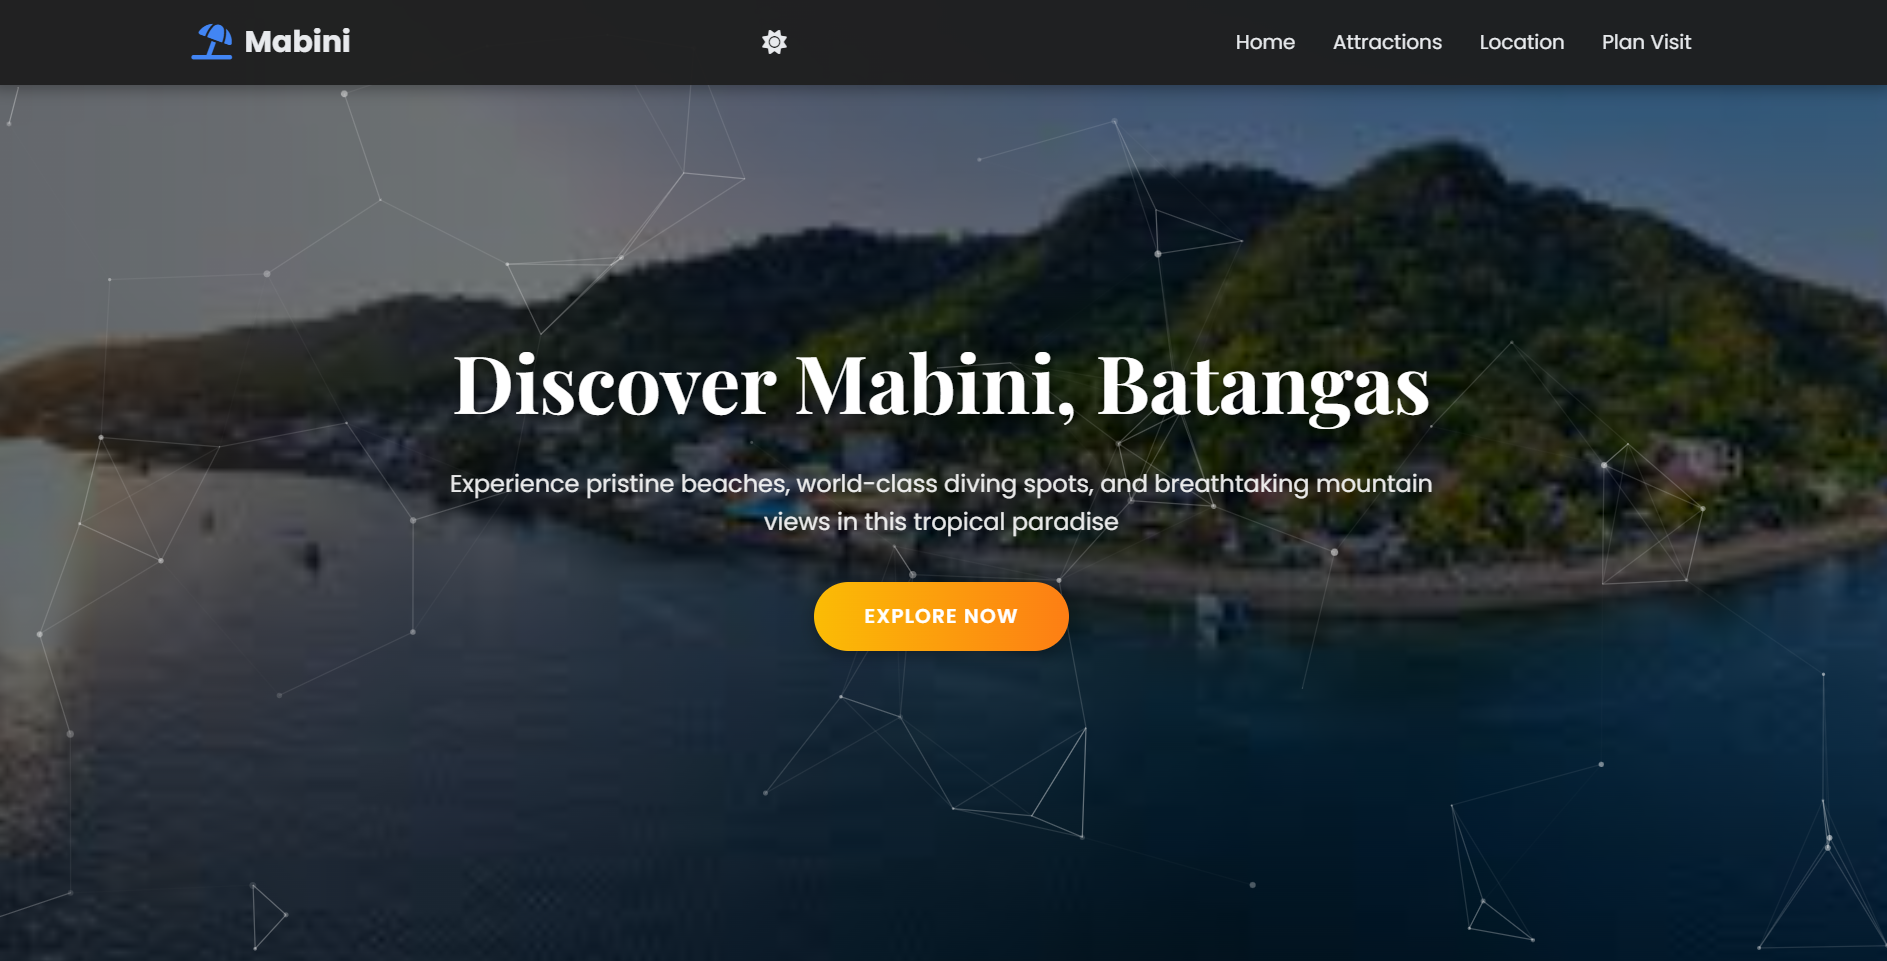 Mabini
Home
Attractions
Location
Plan Visit
Discover Mabini, Batangas
Experience pristine beaches, world-class diving spots, and breathtaking mountain
views in this tropical paradise
EXPLORE NOW